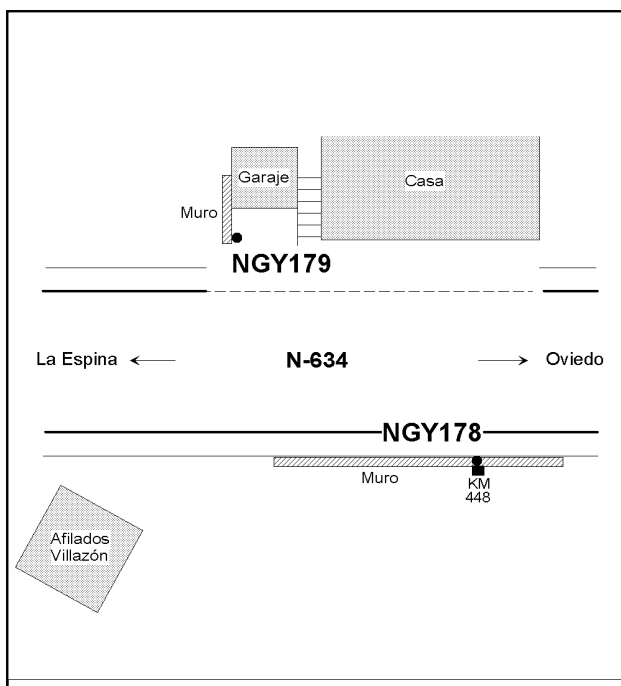 Garaje
Casa
Muro
NGY179
La Espina
N-634
Oviedo
NGY178
Muro
KM
448
Afilados
Villazón